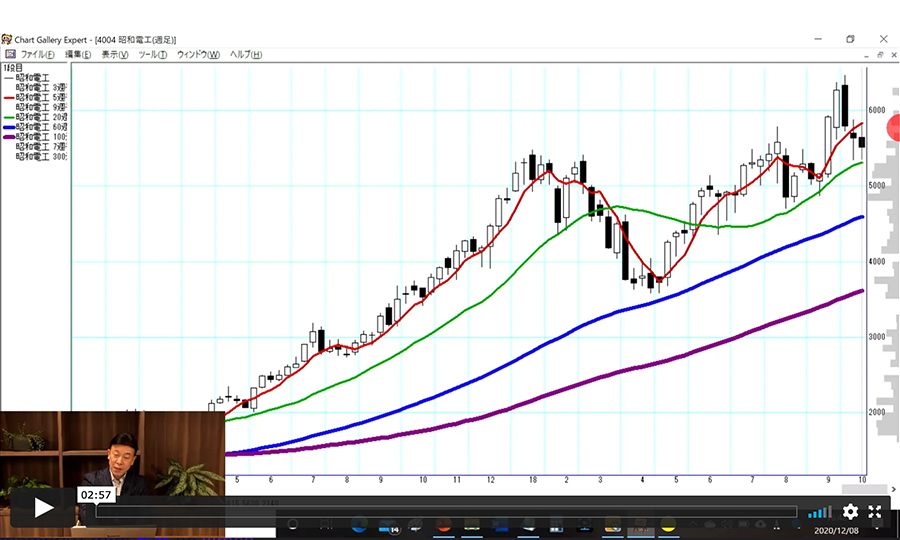 Chart Gallery Expert - [4004 昭和電工(週足)]
ファイル(F) 編集(E) 表示(V) ツール(T) ウィンドウ(W) ヘルプ(H)
1段目
昭和電工
昭和電工 3週
昭和電工 5週
昭和電工 9週
昭和電工 20週
昭和電工 60週
昭和電工 100
昭和電工 7週
昭和電工 300
6000
5000
4000
3000
2000
5 6 7 8 9 10 11 12 18 2 3 4 5 6 7 8 9 10
02:57
14
2020/12/08